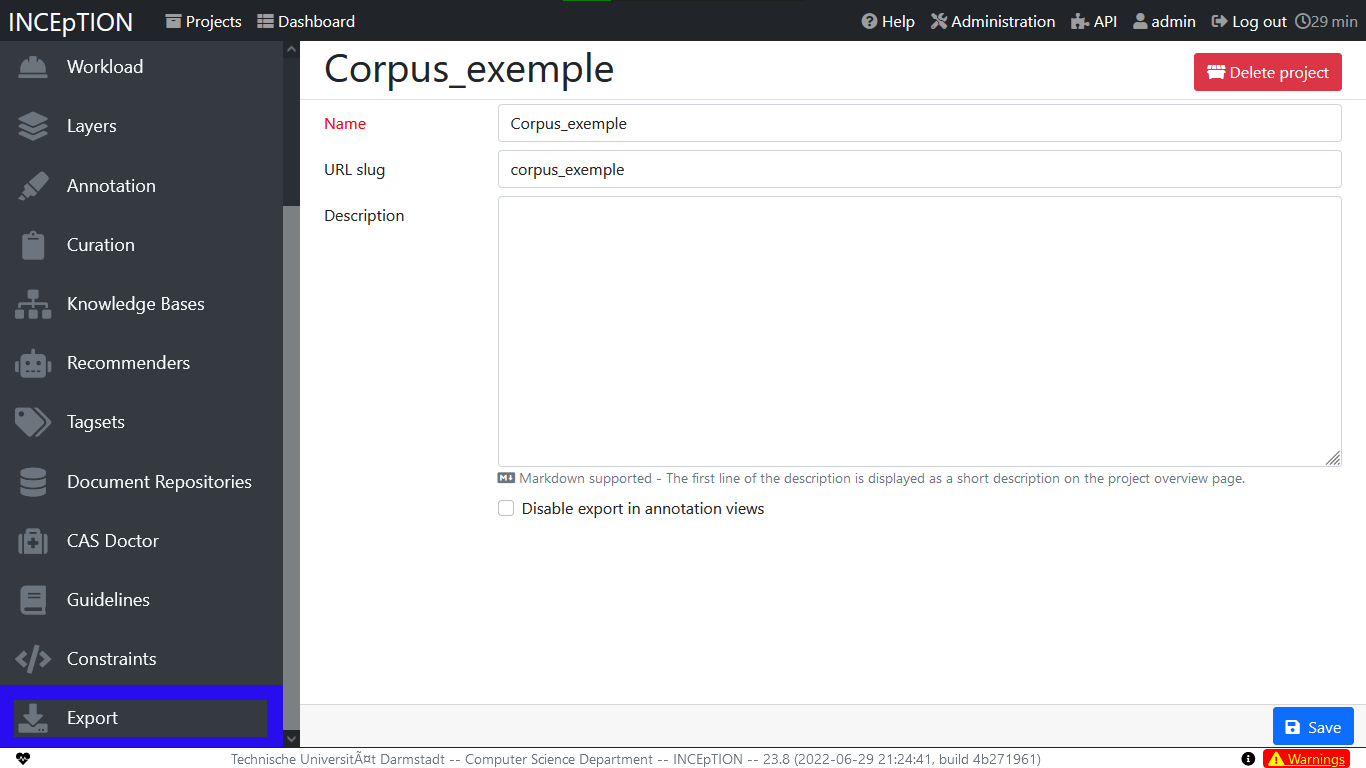 INCEpTION Projects Dashboard Help Administration API admin Log out 29 min
Workload
Layers
Annotation
Curation
Knowledge Bases
Recommenders
Tagsets
Document Repositories
CAS Doctor
Guidelines
Constraints
Export
Corpus_exemple
Delete project
Name Corpus_exemple
URL slug corpus_exemple
Description
Markdown supported - The first line of the description is displayed as a short description on the project overview page.
Disable export in annotation views
Save
Technische UniversitÃ¤t Darmstadt -- Computer Science Department -- INCEpTION -- 23.8 (2022-06-29 21:24:41, build 4b271961)
Warnings